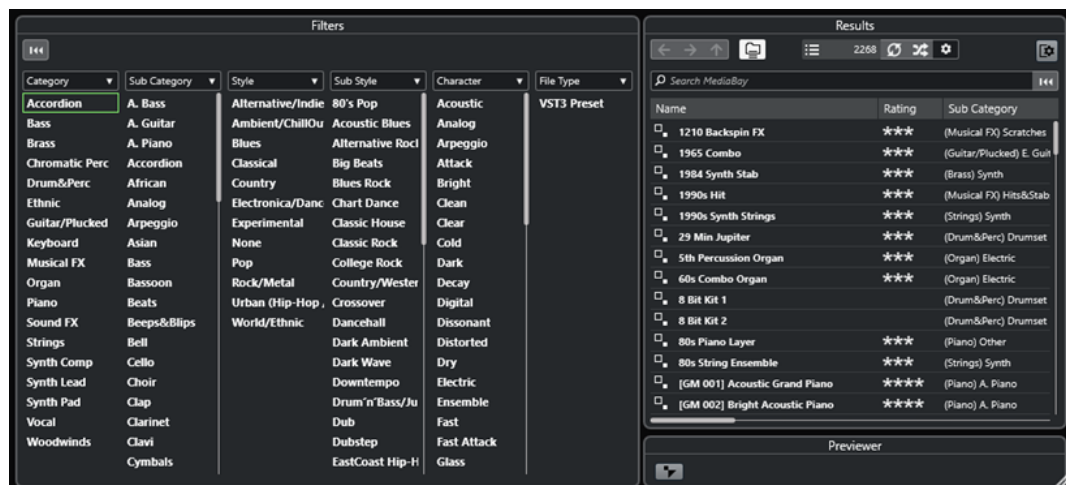 Filters
Category
Accordion
Bass
Brass
Chromatic Perc
Drum&Perc
Ethnic
Guitar/Plucked
Keyboard
Musical FX
Organ
Piano
Sound FX
Strings
Synth Comp
Synth Lead
Synth Pad
Vocal
Woodwinds
Sub Category
A. Bass
A. Guitar
A. Piano
Accordion
African
Analog
Arpeggio
Asian
Bass
Bassoon
Beats
Beeps&Blips
Bell
Cello
Choir
Clap
Clarinet
Clavi
Cymbals
Style
Alternative/Indie
Ambient/ChillOu
Blues
Classical
Country
Electronica/Danc
Experimental
None
Pop
Rock/Metal
Urban (Hip-Hop
World/Ethnic
Sub Style
80's Pop
Acoustic Blues
Alternative Rocl
Big Beats
Blues Rock
Chart Dance
Classic House
Classic Rock
College Rock
Country/Wester
Crossover
Dancehall
Dark Ambient
Dark Wave
Downtempo
Drum´n´Bass/Ju
Dub
Dubstep
EastCoast Hip-H
Character
Acoustic
Analog
Arpeggio
Attack
Bright
Clean
Clear
Cold
Dark
Decay
Digital
Dissonant
Distorted
Dry
Electric
Ensemble
Fast
Fast Attack
Glass
File Type
VST3 Preset
Results
2268
Search MediaBay
Name Rating Sub Category
1210 Backspin FX *** (Musical FX) Scratches
1965 Combo *** (Guitar/Plucked) E. Guit
1984 Synth Stab *** (Brass) Synth
1990s Hit *** (Musical FX) Hits&Stab
1990s Synth Strings *** (Strings) Synth
29 Min Jupiter *** (Drum&Perc) Drumset
5th Percussion Organ *** (Organ) Electric
60s Combo Organ *** (Organ) Electric
8 Bit Kit 1 (Drum&Perc) Drumset
8 Bit Kit 2 (Drum&Perc) Drumset
80s Piano Layer *** (Piano) Other
80s String Ensemble *** (Strings) Synth
[GM 001] Acoustic Grand Piano **** (Piano) A. Piano
[GM 002] Bright Acoustic Piano **** (Piano) A. Piano
Previewer